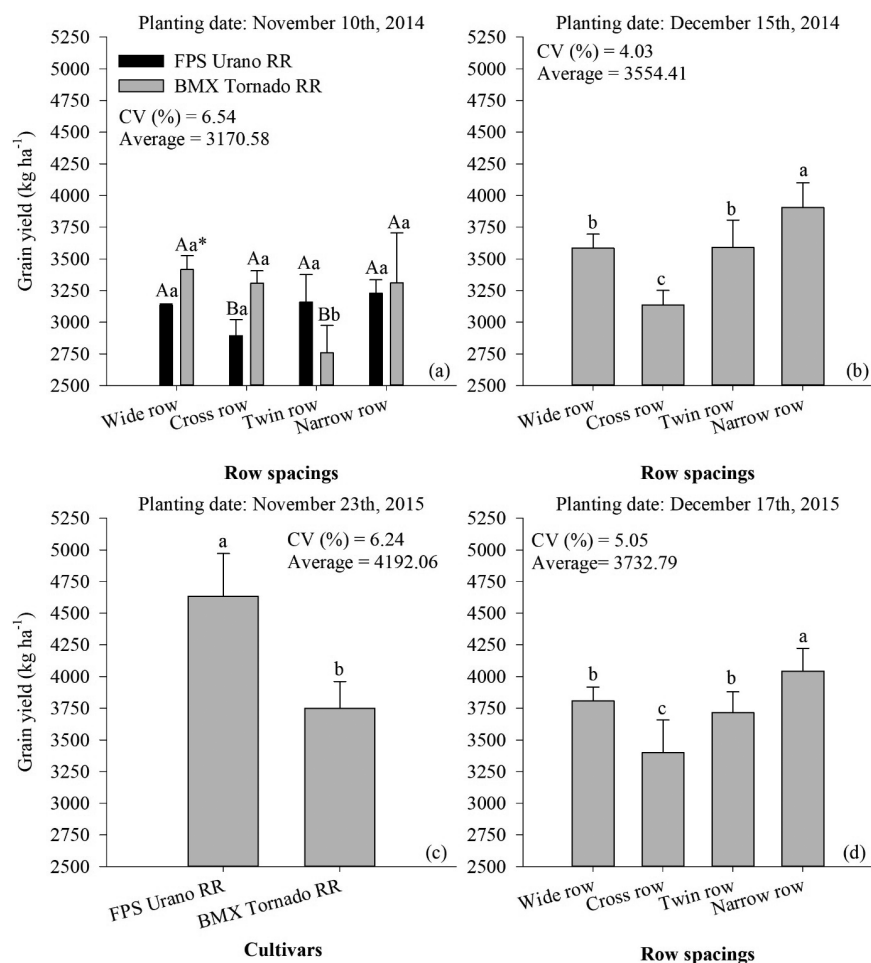 Planting date: November 10th, 2014
5250
5000
4750
4500
4250
4000
3750
3500
3250
3000
2750
2500
Grain yield (kg ha-1)
FPS Urano RR
BMX Tornado RR
CV (%) = 6.54
Average = 3170.58
Aa
Aa*
Ba
Aa
Aa
Bb
Aa
Aa
(a)
Wide row
Cross row
Twin row
Narrow row
Row spacings
Planting date: December 15th, 2014
5250
5000
4750
4500
4250
4000
3750
3500
3250
3000
2750
2500
CV (%) = 4.03
Average = 3554.41
b
c
b
a
(b)
Wide row
Cross row
Twin row
Narrow row
Row spacings
Planting date: November 23th, 2015
5250
5000
4750
4500
4250
4000
3750
3500
3250
3000
2750
2500
Grain yield (kg ha-1)
CV (%) = 6.24
Average = 4192.06
a
b
(c)
FPS Urano RR
BMX Tornado RR
Cultivars
Planting date: December 17th, 2015
5250
5000
4750
4500
4250
4000
3750
3500
3250
3000
2750
2500
CV (%) = 5.05
Average= 3732.79
b
c
b
a
(d)
Wide row
Cross row
Twin row
Narrow row
Row spacings